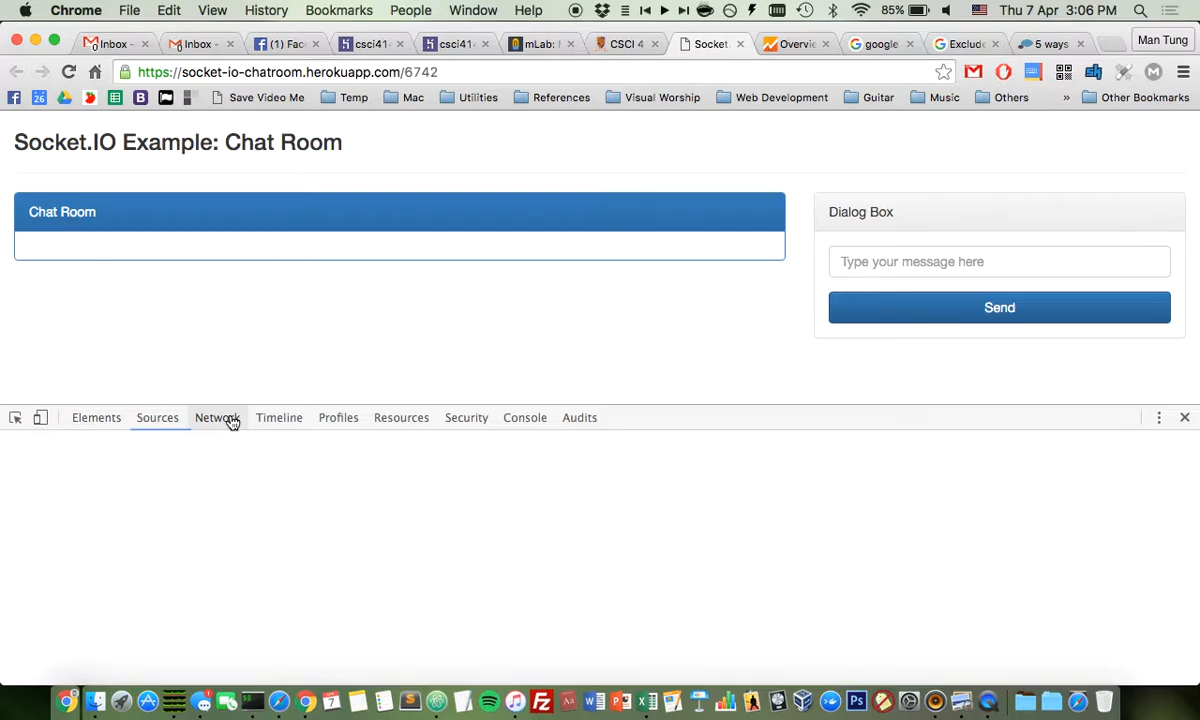 Chrome File Edit View History Bookmarks People Window Help 85% Thu 7 Apr 3:06 PM
Inbox - Inbox - (1) Fac csci41- csci41- mLab: CSCI 4 Socket. Overvi google Exclude 5 ways Man Tung
https://socket-io-chatroom.herokuapp.com/6742
26 Save Video Me Temp Mac Utilities References Visual Worship Web Development Guitar Music Others » Other Bookmarks
Socket.IO Example: Chat Room
Chat Room
Dialog Box
Type your message here
Send
Elements Sources Network Timeline Profiles Resources Security Console Audits